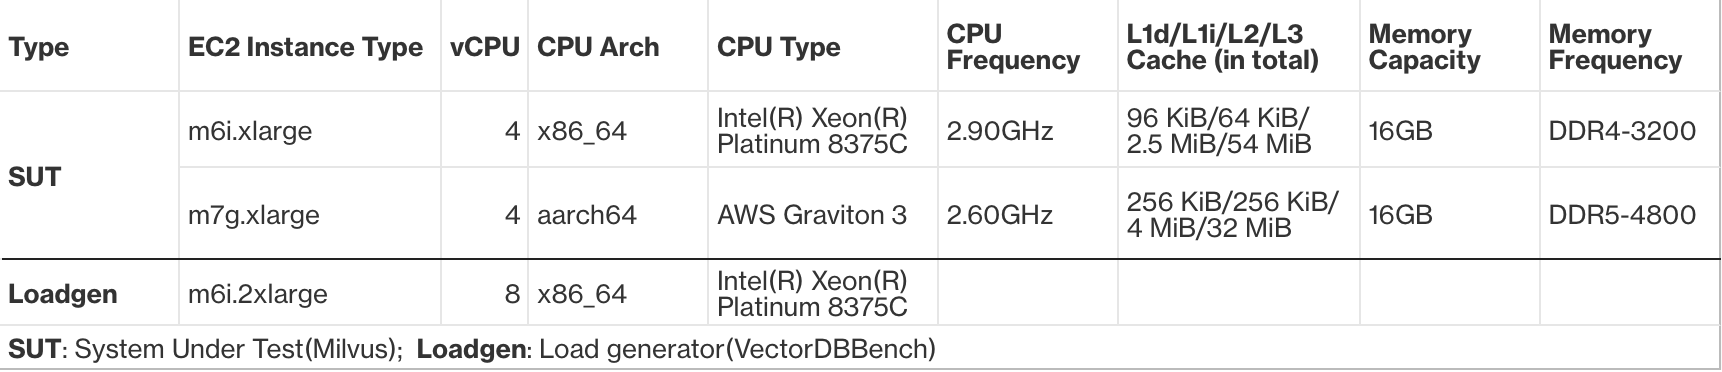 Type EC2 Instance Type vCPU CPU Arch CPU Type CPU Frequency L1d/L1i/L2/L3 Cache (in total) Memory Capacity Memory Frequency
SUT
m6i.xlarge 4 x86_64 Intel(R) Xeon(R) Platinum 8375C 2.90GHz 96 KiB/64 KiB/ 2.5 MiB/54 MiB 16GB DDR4-3200
m7g.xlarge 4 aarch64 AWS Graviton 3 2.60GHz 256 KiB/256 KiB/ 4 MiB/32 MiB 16GB DDR5-4800
Loadgen m6i.2xlarge 8 x86_64 Intel(R) Xeon(R) Platinum 8375C
SUT: System Under Test(Milvus); Loadgen: Load generator(VectorDBBench)